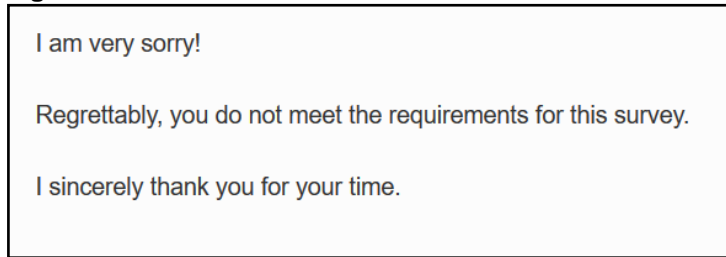 I am very sorry!
Regrettably, you do not meet the requirements for this survey.
I sincerely thank you for your time.